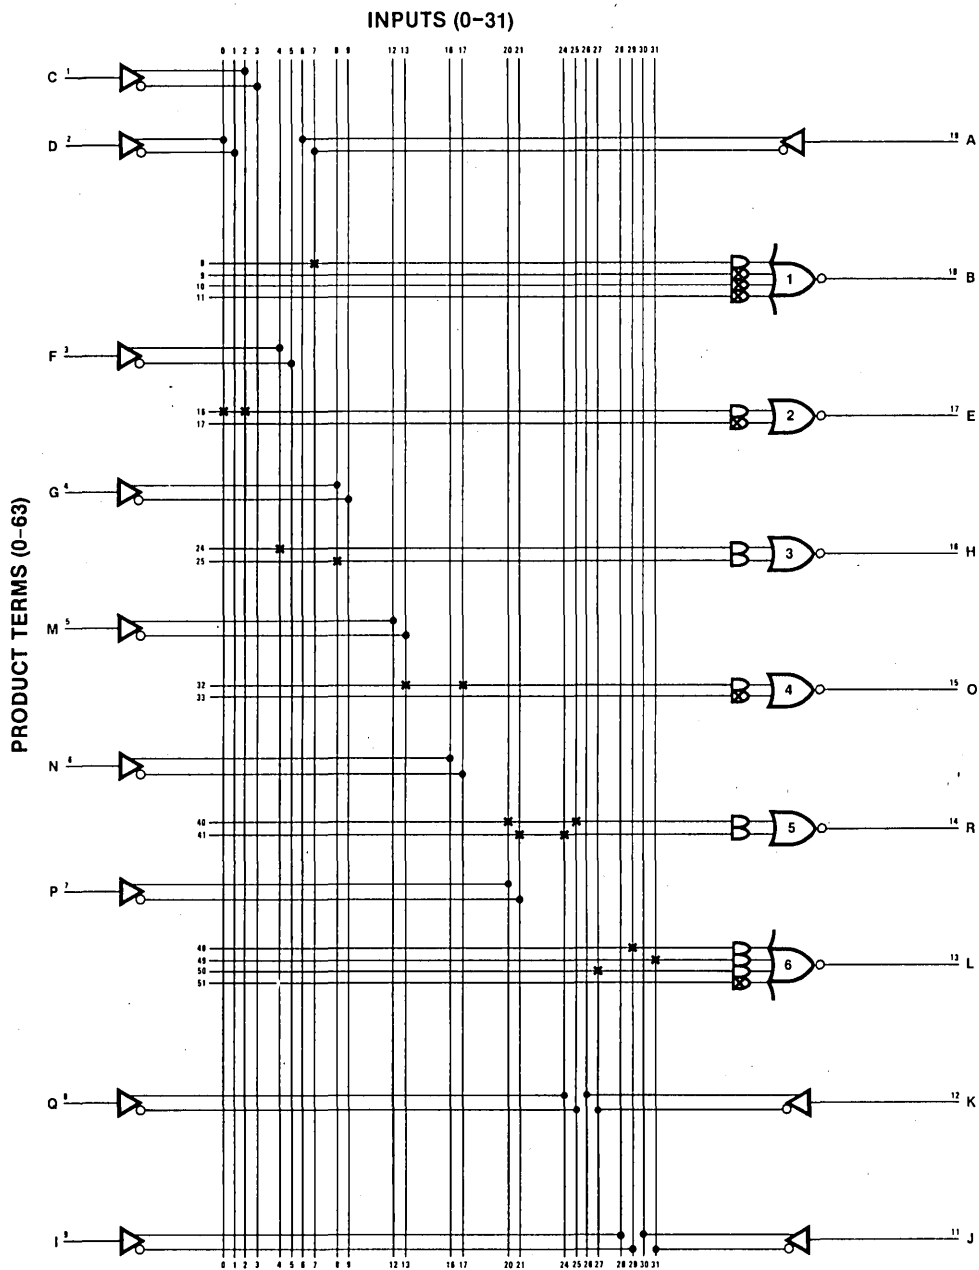 INPUTS (0–31)
0 1 2 3 4 5 6 7 8 9 12 13 16 17 20 21 24 25 26 27 28 29 30 31
C 1
D 2
19 A
8
9
10
11
1
18 B
F 3
16
17
2
17 E
G 4
24
25
3
16 H
PRODUCT TERMS (0–63)
M 5
32
33
4
15 O
N 6
40
41
5
14 R
P 7
48
49
50
51
6
13 L
Q 8
12 K
I 9
11 J
0 1 2 3 4 5 6 7 8 9 12 13 16 17 20 21 24 25 26 27 28 29 30 31